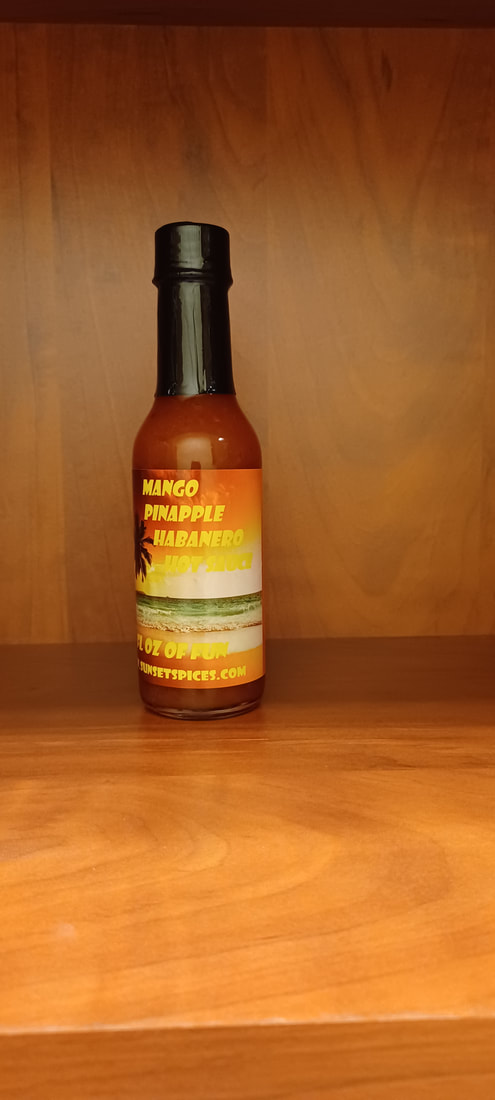 MANGO
PINAPPLE
HABANERO
HOT SAUCE
FL OZ OF FUN
SUNSETSPICES.COM